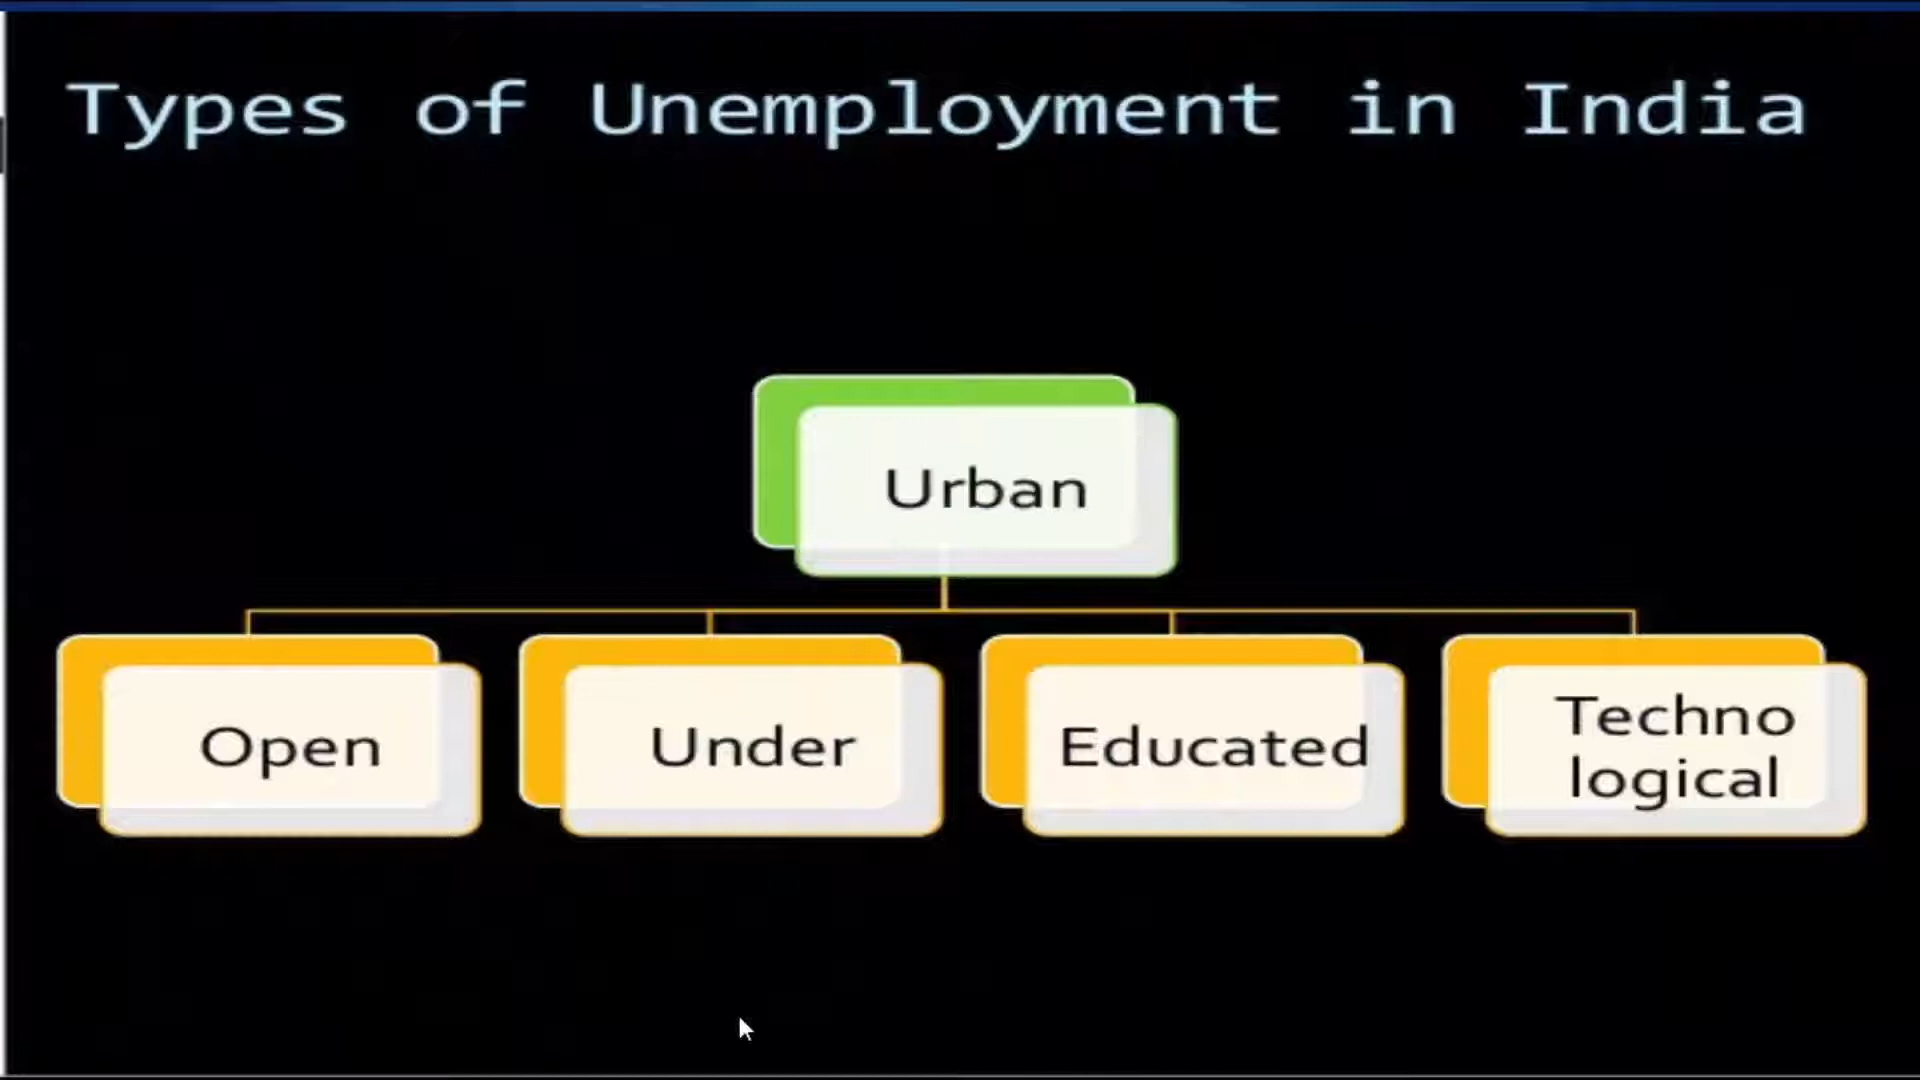 Types of Unemployment in India
Urban
Open
Under
Educated
Techno
logical